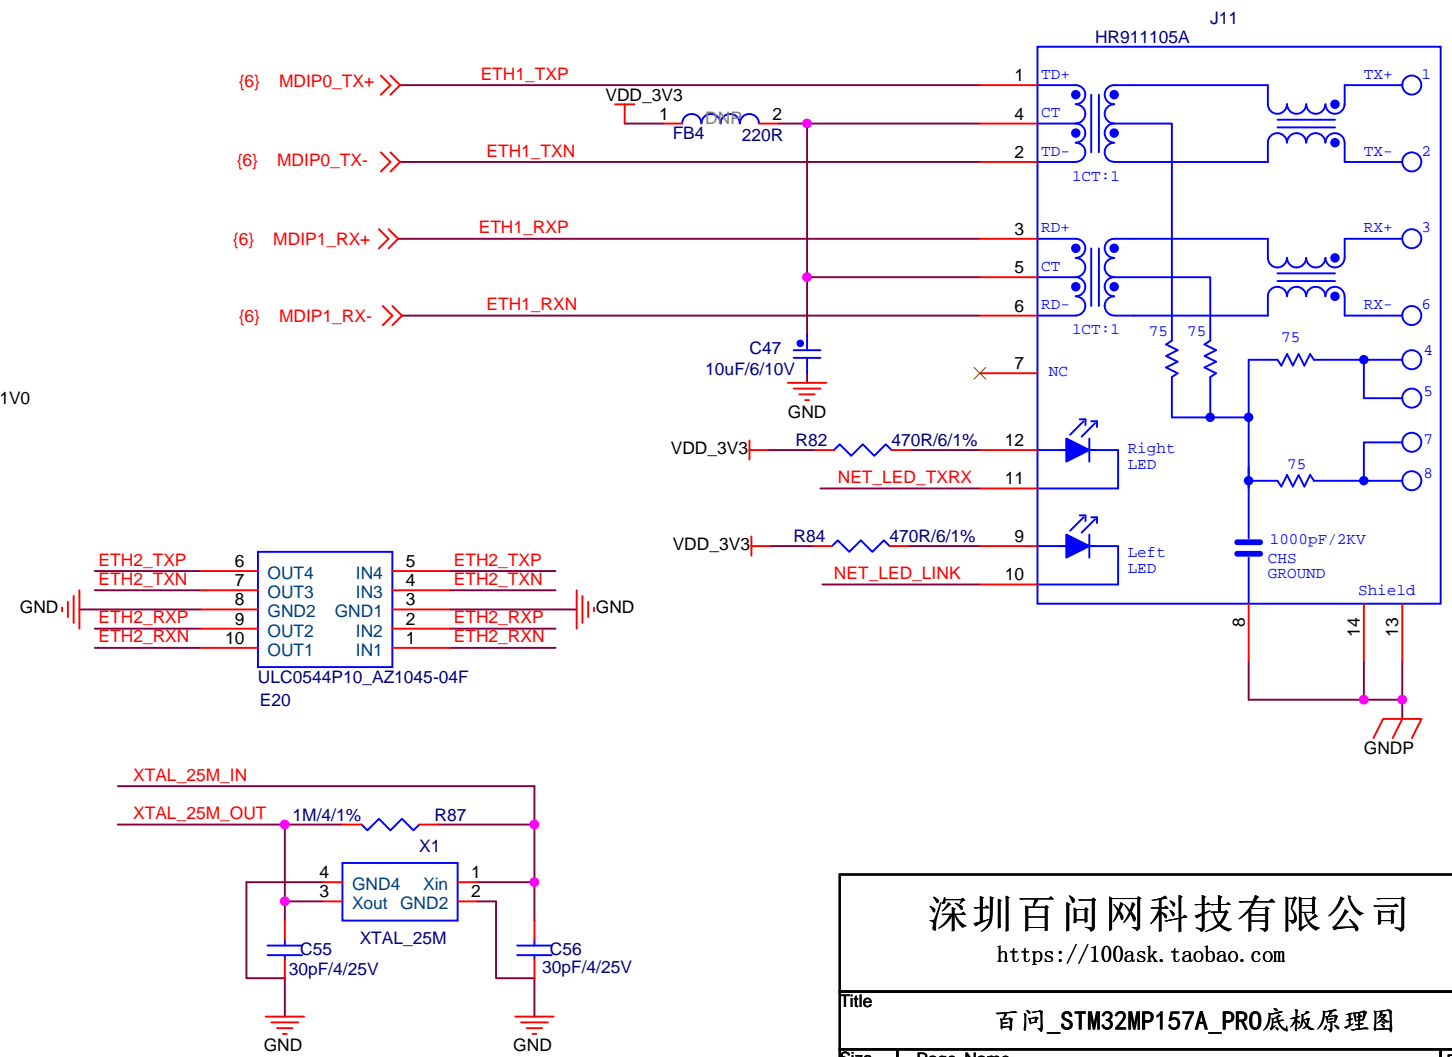 J11
HR911105A
{6} MDIP0_TX+ ETH1_TXP 1 TD+ TX+ 1
VDD_3V3 1 DNP 2 4 CT
FB4 220R
{6} MDIP0_TX- ETH1_TXN 2 TD- TX- 2
1CT:1
{6} MDIP1_RX+ ETH1_RXP 3 RD+ RX+ 3
5 CT
{6} MDIP1_RX- ETH1_RXN 6 RD- RX- 6
1CT:1 75 75 75
C47 4
10uF/6/10V 7 NC
GND 5
1V0
VDD_3V3 R82 470R/6/1% 12 Right LED 7
NET_LED_TXRX 11 75 8
VDD_3V3 R84 470R/6/1% 9 Left LED
NET_LED_LINK 10
1000pF/2KV
CHS
GROUND
Shield
8 14 13
GNDP
ETH2_TXP 6 OUT4 IN4 5 ETH2_TXP
ETH2_TXN 7 OUT3 IN3 4 ETH2_TXN
GND 8 GND2 GND1 3 GND
ETH2_RXP 9 OUT2 IN2 2 ETH2_RXP
ETH2_RXN 10 OUT1 IN1 1 ETH2_RXN
ULC0544P10_AZ1045-04F
E20
XTAL_25M_IN
XTAL_25M_OUT 1M/4/1% R87
X1
4 GND4 Xin 1
3 Xout GND2 2
XTAL_25M
C55 C56
30pF/4/25V 30pF/4/25V
GND GND
深圳百问网科技有限公司
https://100ask.taobao.com
Title
百问_STM32MP157A_PRO底板原理图
Size Page Name